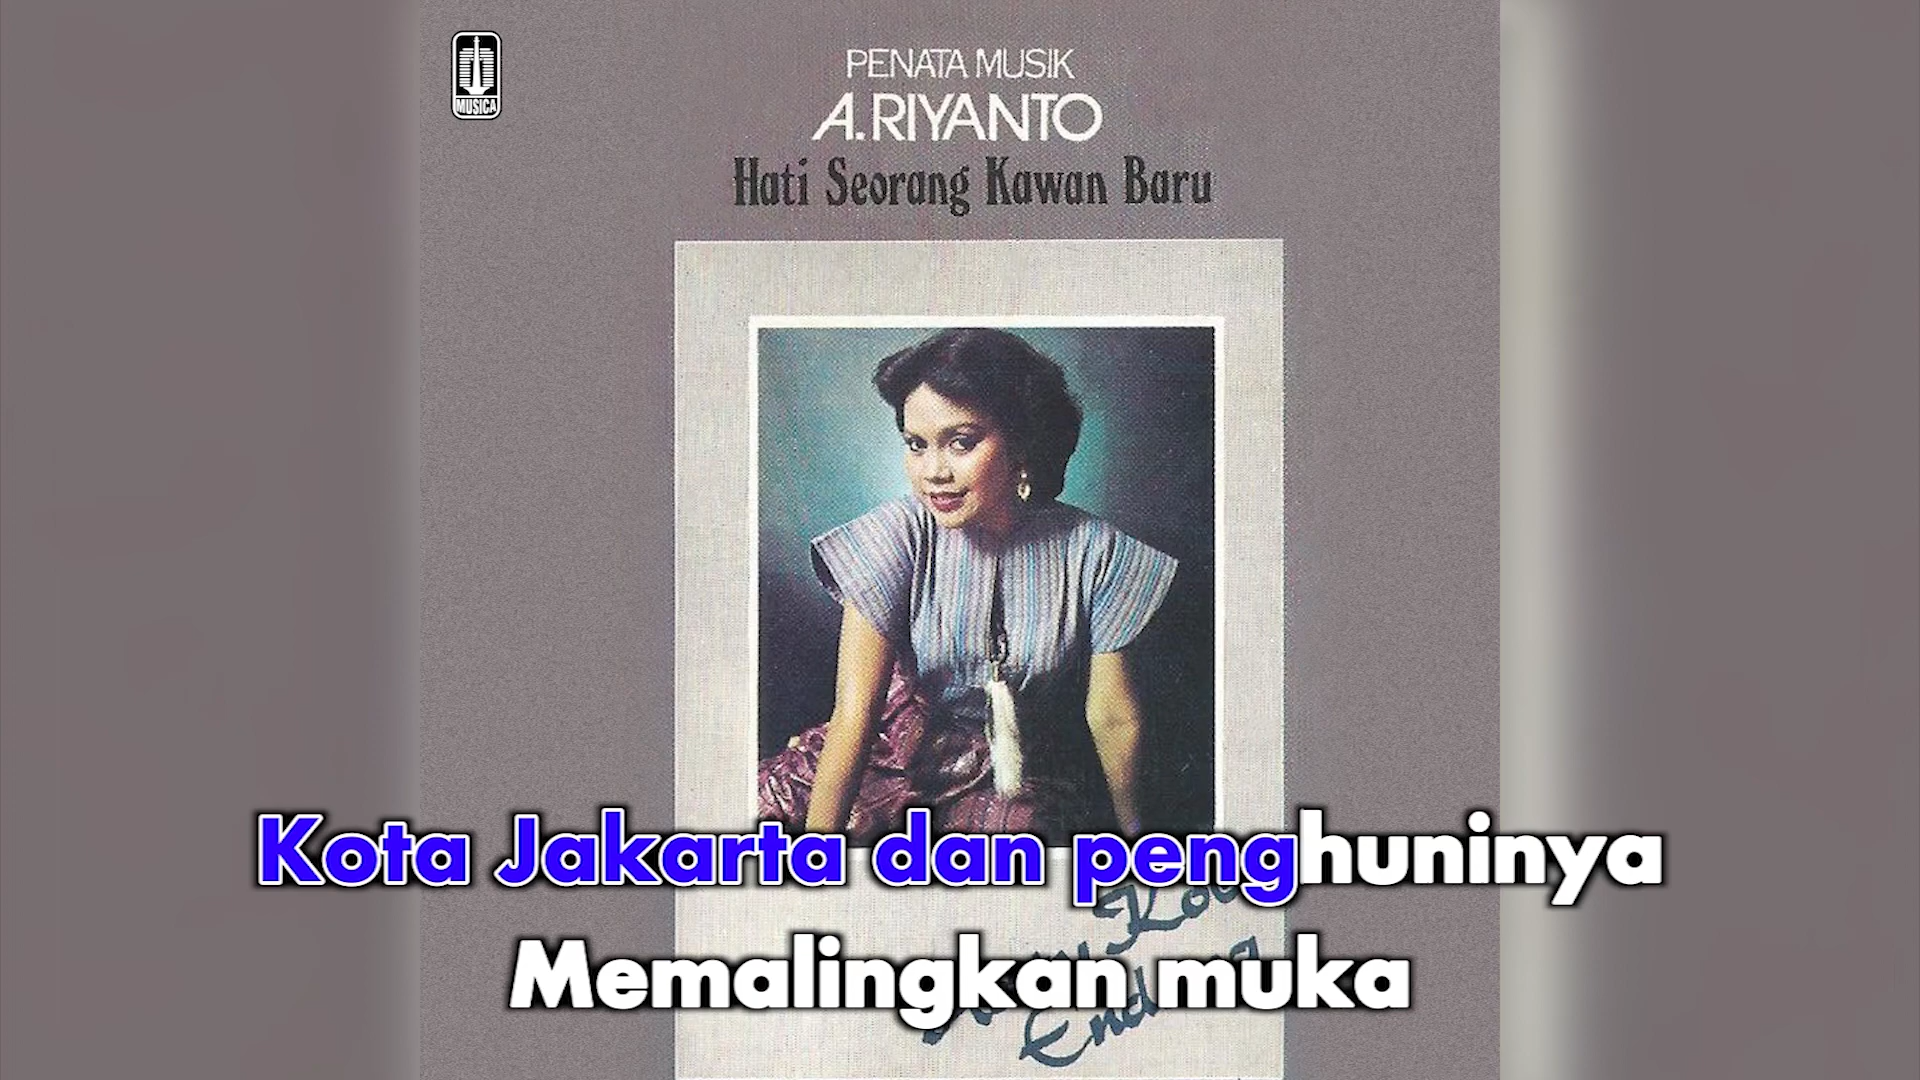 MUSICA
PENATA MUSIK
A. RIYANTO
Hati Seorang Kawan Baru
Kota Jakarta dan penghuninya
Memalingkan muka